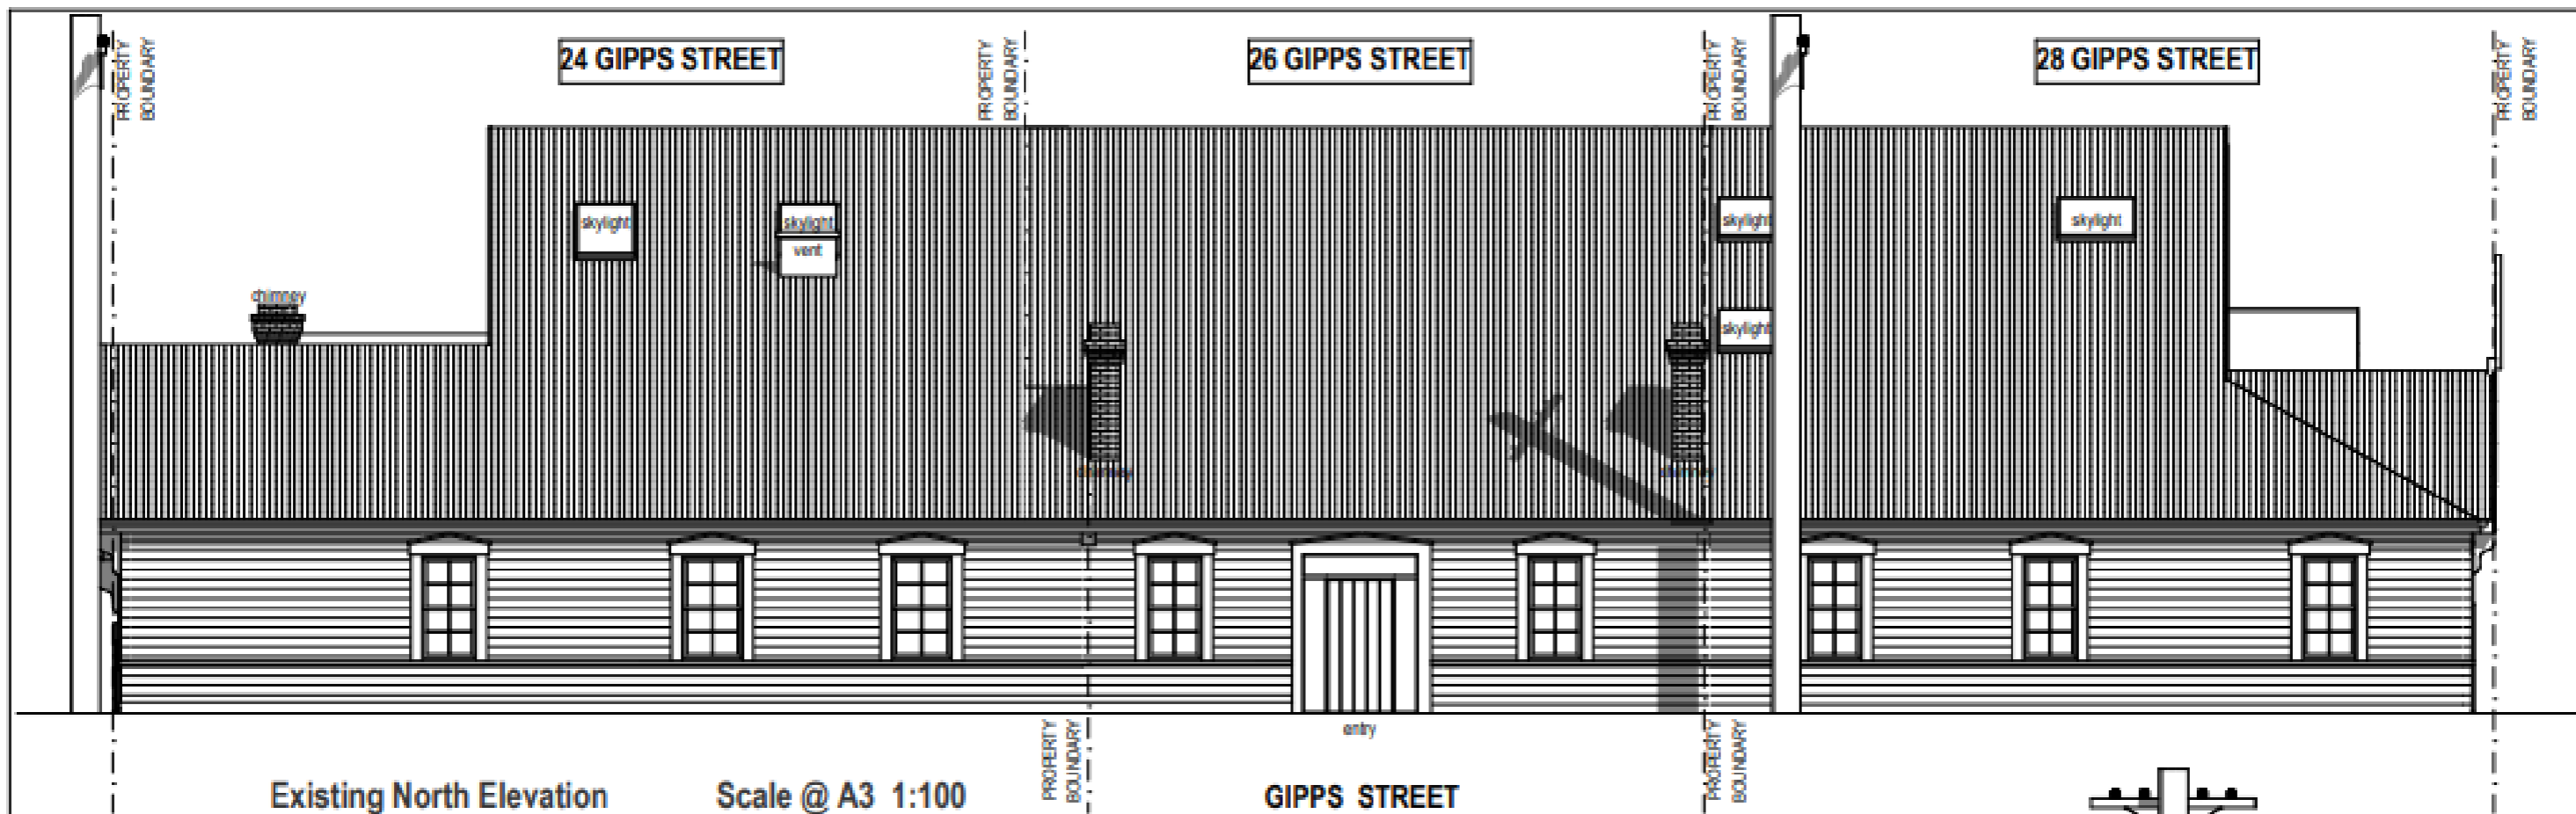 PROPERTY
BOUNDARY
24 GIPPS STREET
PROPERTY
BOUNDARY
26 GIPPS STREET
PROPERTY
BOUNDARY
28 GIPPS STREET
PROPERTY
BOUNDARY
skylight
skylight
vent
skylight
skylight
chimney
skylight
chimney
chimney
entry
PROPERTY
BOUNDARY
PROPERTY
BOUNDARY
Existing North Elevation
Scale @ A3 1:100
GIPPS STREET